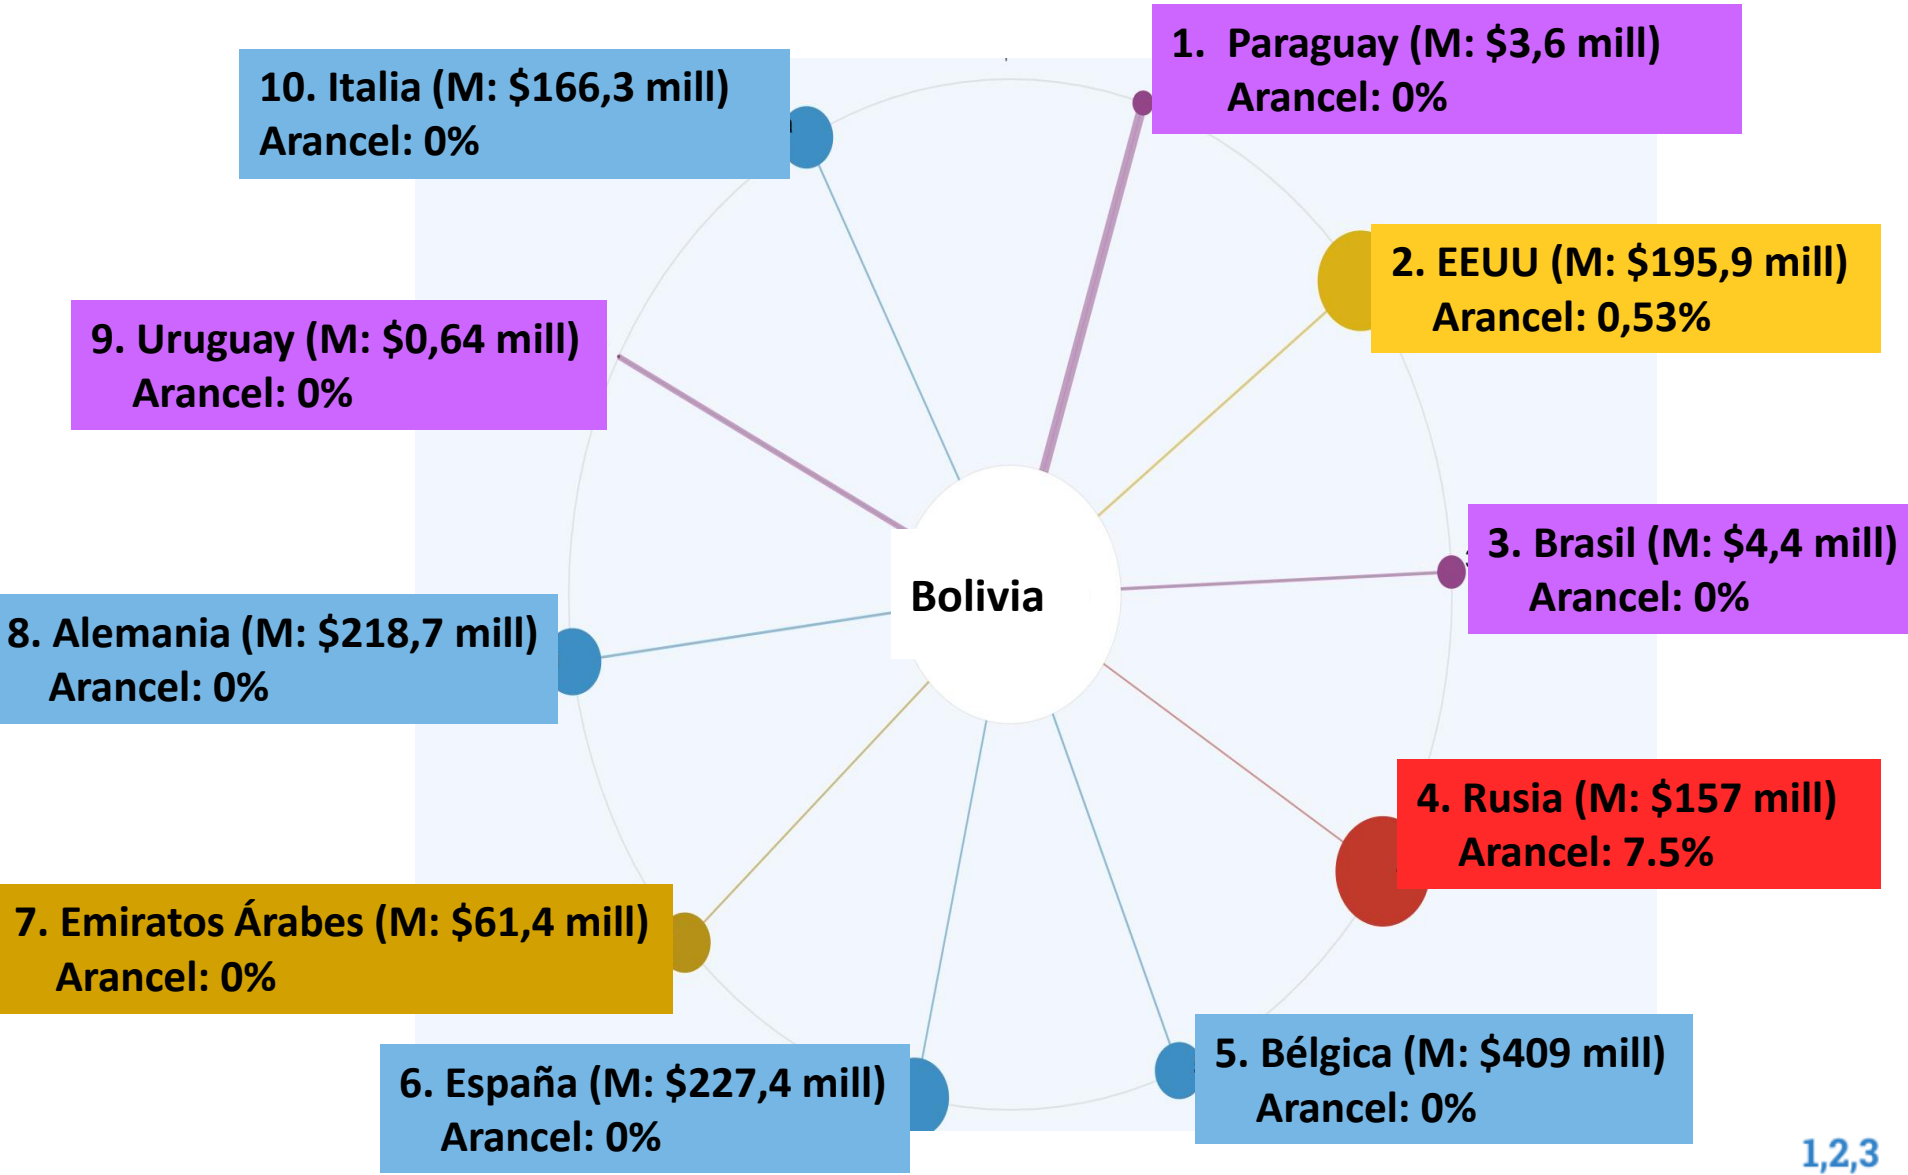 1. Paraguay (M: $3,6 mill)
Arancel: 0%
2. EEUU (M: $195,9 mill)
Arancel: 0,53%
3. Brasil (M: $4,4 mill)
Arancel: 0%
4. Rusia (M: $157 mill)
Arancel: 7.5%
5. Bélgica (M: $409 mill)
Arancel: 0%
6. España (M: $227,4 mill)
Arancel: 0%
7. Emiratos Árabes (M: $61,4 mill)
Arancel: 0%
8. Alemania (M: $218,7 mill)
Arancel: 0%
9. Uruguay (M: $0,64 mill)
Arancel: 0%
10. Italia (M: $166,3 mill)
Arancel: 0%
Bolivia
1,2,3